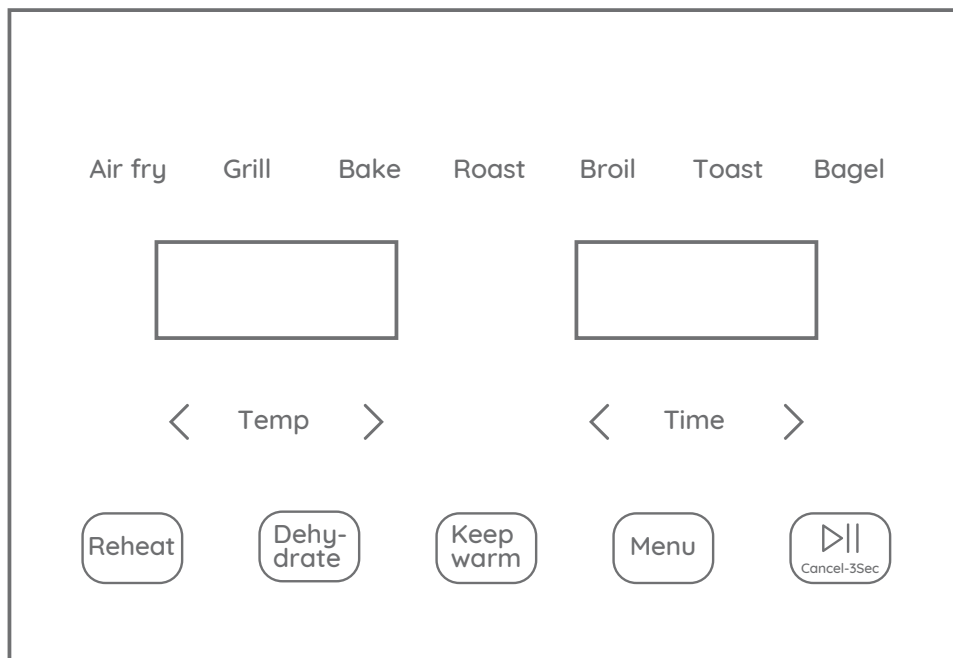 Air fry Grill Bake Roast Broil Toast Bagel
Temp Time
Reheat
Dehy-
drate
Keep
warm
Menu
Cancel-3Sec